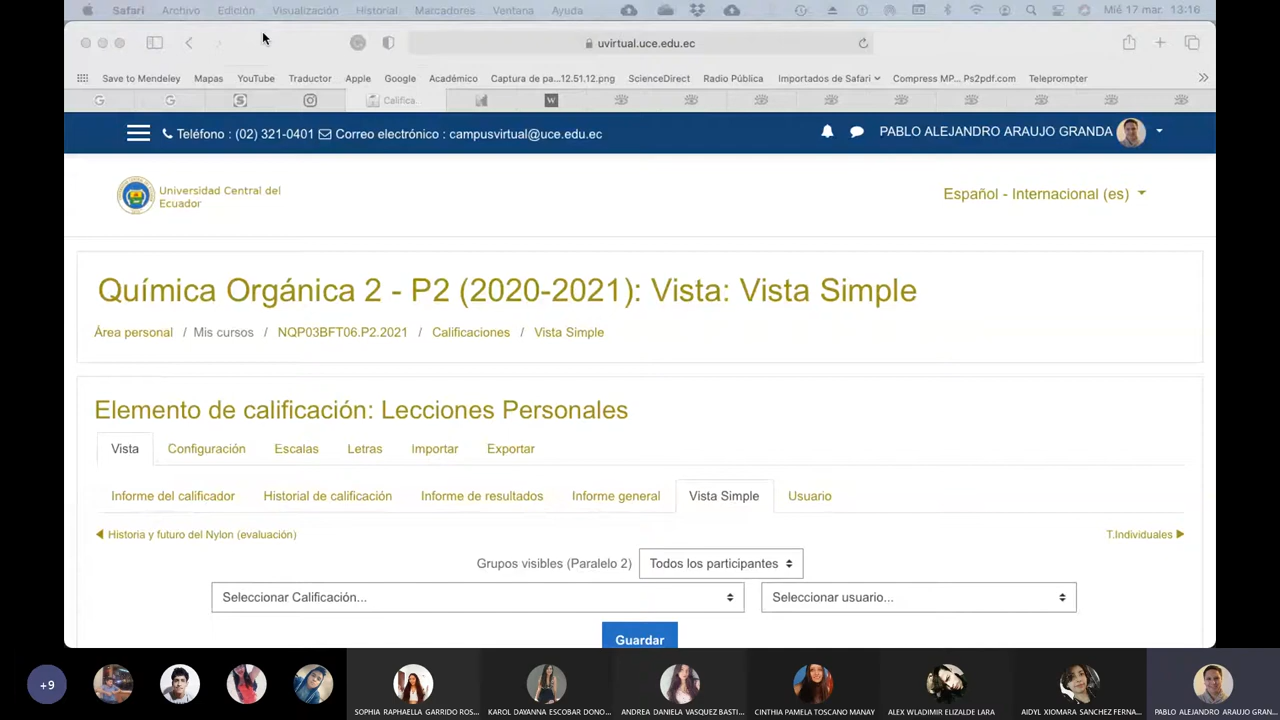 Safari Archivo Edición Visualización Historial Marcadores Ventana Ayuda Mié 17 mar. 13:16
uvirtual.uce.edu.ec
Save to Mendeley Mapas YouTube Traductor Apple Google Académico Captura de pa...12.51.12.png ScienceDirect Radio Pública Importados de Safari Compress MP... Ps2pdf.com Teleprompter
Califica.
Teléfono : (02) 321-0401 Correo electrónico : campusvirtual@uce.edu.ec PABLO ALEJANDRO ARAUJO GRANDA
Universidad Central del
Ecuador
Español - Internacional (es)
Química Orgánica 2 - P2 (2020-2021): Vista: Vista Simple
Área personal / Mis cursos / NQP03BFT06.P2.2021 / Calificaciones / Vista Simple
Elemento de calificación: Lecciones Personales
Vista Configuración Escalas Letras Importar Exportar
Informe del calificador Historial de calificación Informe de resultados Informe general Vista Simple Usuario
Historia y futuro del Nylon (evaluación) T.Individuales
Grupos visibles (Paralelo 2) Todos los participantes
Seleccionar Calificación... Seleccionar usuario...
Guardar
+9
SOPHIA RAPHAELLA GARRIDO ROS... KAROL DAYANNA ESCOBAR DONO... ANDREA DANIELA VASQUEZ BASTI... CINTHIA PAMELA TOSCANO MANAY ALEX WLADIMIR ELIZALDE LARA AIDYL XIOMARA SANCHEZ FERNA... PABLO ALEJANDRO ARAUJO GRAN...